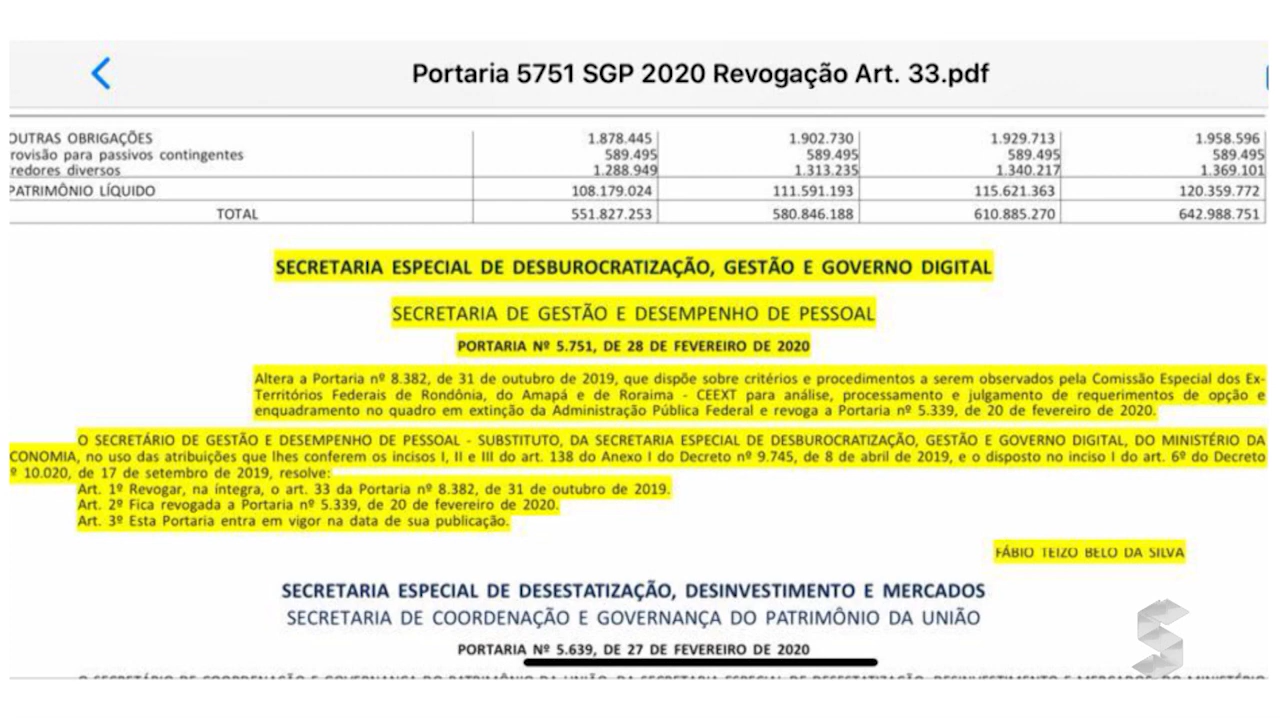 Portaria 5751 SGP 2020 Revogação Art. 33.pdf
OUTRAS OBRIGAÇÕES 1.878.445 1.902.730 1.929.713 1.958.596
rovisão para passivos contingentes 589.495 589.495 589.495 589.495
redores diversos 1.288.949 1.313.235 1.340.217 1.369.101
PATRIMÔNIO LÍQUIDO 108.179.024 111.591.193 115.621.363 120.359.772
TOTAL 551.827.253 580.846.188 610.885.270 642.988.751
SECRETARIA ESPECIAL DE DESBUROCRATIZAÇÃO, GESTÃO E GOVERNO DIGITAL
SECRETARIA DE GESTÃO E DESEMPENHO DE PESSOAL
PORTARIA Nº 5.751, DE 28 DE FEVEREIRO DE 2020
Altera a Portaria nº 8.382, de 31 de outubro de 2019, que dispõe sobre critérios e procedimentos a serem observados pela Comissão Especial dos Ex-
Territórios Federais de Rondônia, do Amapá e de Roraima - CEEXT para análise, processamento e julgamento de requerimentos de opção e
enquadramento no quadro em extinção da Administração Pública Federal e revoga a Portaria nº 5.339, de 20 de fevereiro de 2020.
O SECRETÁRIO DE GESTÃO E DESEMPENHO DE PESSOAL - SUBSTITUTO, DA SECRETARIA ESPECIAL DE DESBUROCRATIZAÇÃO, GESTÃO E GOVERNO DIGITAL, DO MINISTÉRIO DA
CONOMIA, no uso das atribuições que lhes conferem os incisos I, II e III do art. 138 do Anexo I do Decreto nº 9.745, de 8 de abril de 2019, e o disposto no inciso I do art. 6º do Decreto
º 10.020, de 17 de setembro de 2019, resolve:
Art. 1º Revogar, na íntegra, o art. 33 da Portaria nº 8.382, de 31 de outubro de 2019.
Art. 2º Fica revogada a Portaria nº 5.339, de 20 de fevereiro de 2020.
Art. 3º Esta Portaria entra em vigor na data de sua publicação.
FÁBIO TEIZO BELO DA SILVA
SECRETARIA ESPECIAL DE DESESTATIZAÇÃO, DESINVESTIMENTO E MERCADOS
SECRETARIA DE COORDENAÇÃO E GOVERNANÇA DO PATRIMÔNIO DA UNIÃO
PORTARIA Nº 5.639, DE 27 DE FEVEREIRO DE 2020